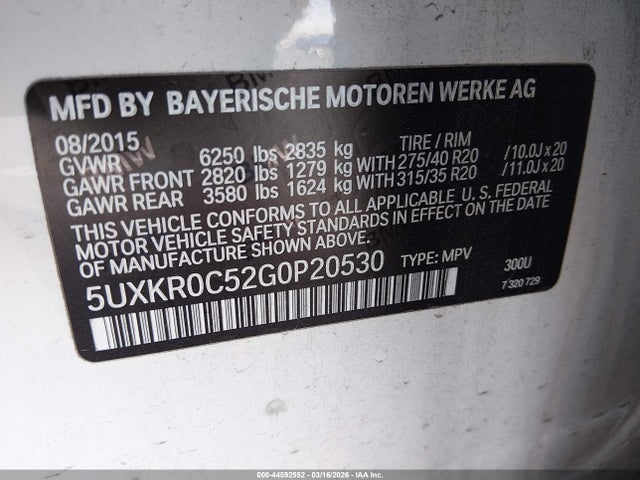 MFD BY BAYERISCHE MOTOREN WERKE AG
08/2015 TIRE / RIM
GVWR 6250 lbs 2835 kg
GAWR FRONT 2820 lbs 1279 kg WITH 275/40 R20 /10.0J x 20
GAWR REAR 3580 lbs 1624 kg WITH 315/35 R20 /11.0J x 20
THIS VEHICLE CONFORMS TO ALL APPLICABLE U. S. FEDERAL
MOTOR VEHICLE SAFETY STANDARDS IN EFFECT ON THE DATE
OF MANUFACTURE SHOWN ABOVE.
5UXKR0C52G0P20530 TYPE: MPV 300U
7 320 729
000-44592552 | 03/16/2026 | IAA Inc.